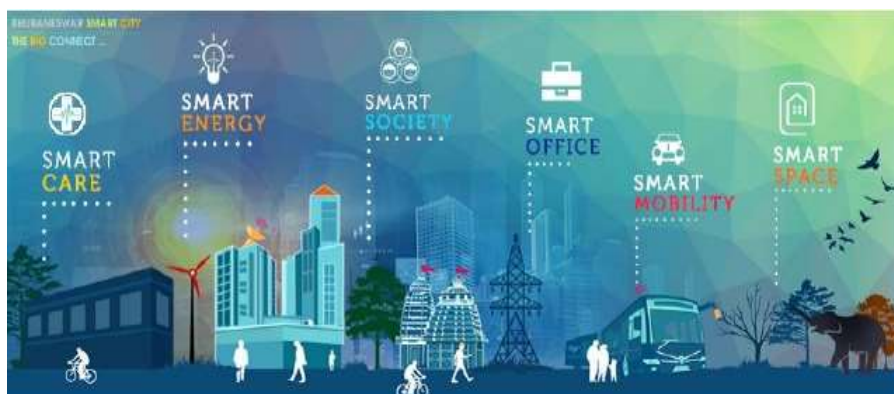 BHUBANESWAR SMART CITY
THE BIG CONNECT ...
SMART
CARE
SMART
ENERGY
SMART
SOCIETY
SMART
OFFICE
SMART
MOBILITY
SMART
SPACE